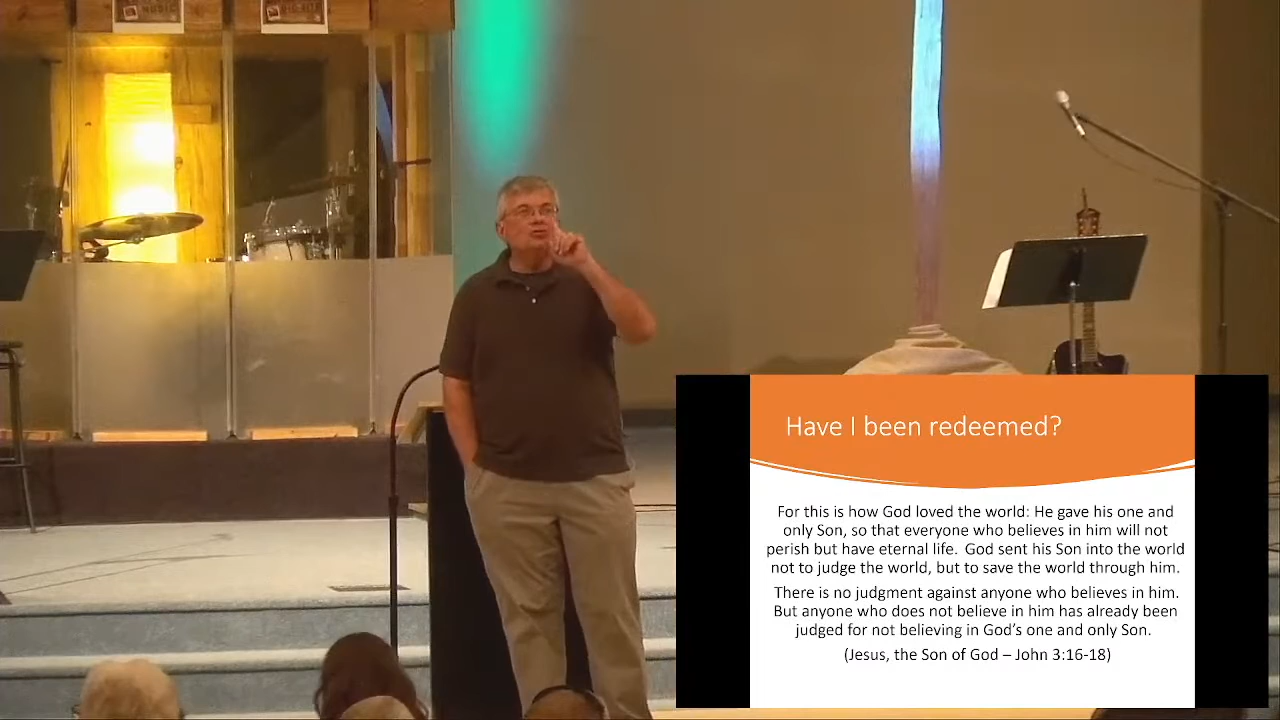 MUSIC
Have I been redeemed?
For this is how God loved the world: He gave his one and
only Son, so that everyone who believes in him will not
perish but have eternal life. God sent his Son into the world
not to judge the world, but to save the world through him.
There is no judgment against anyone who believes in him.
But anyone who does not believe in him has already been
judged for not believing in God’s one and only Son.
(Jesus, the Son of God – John 3:16-18)